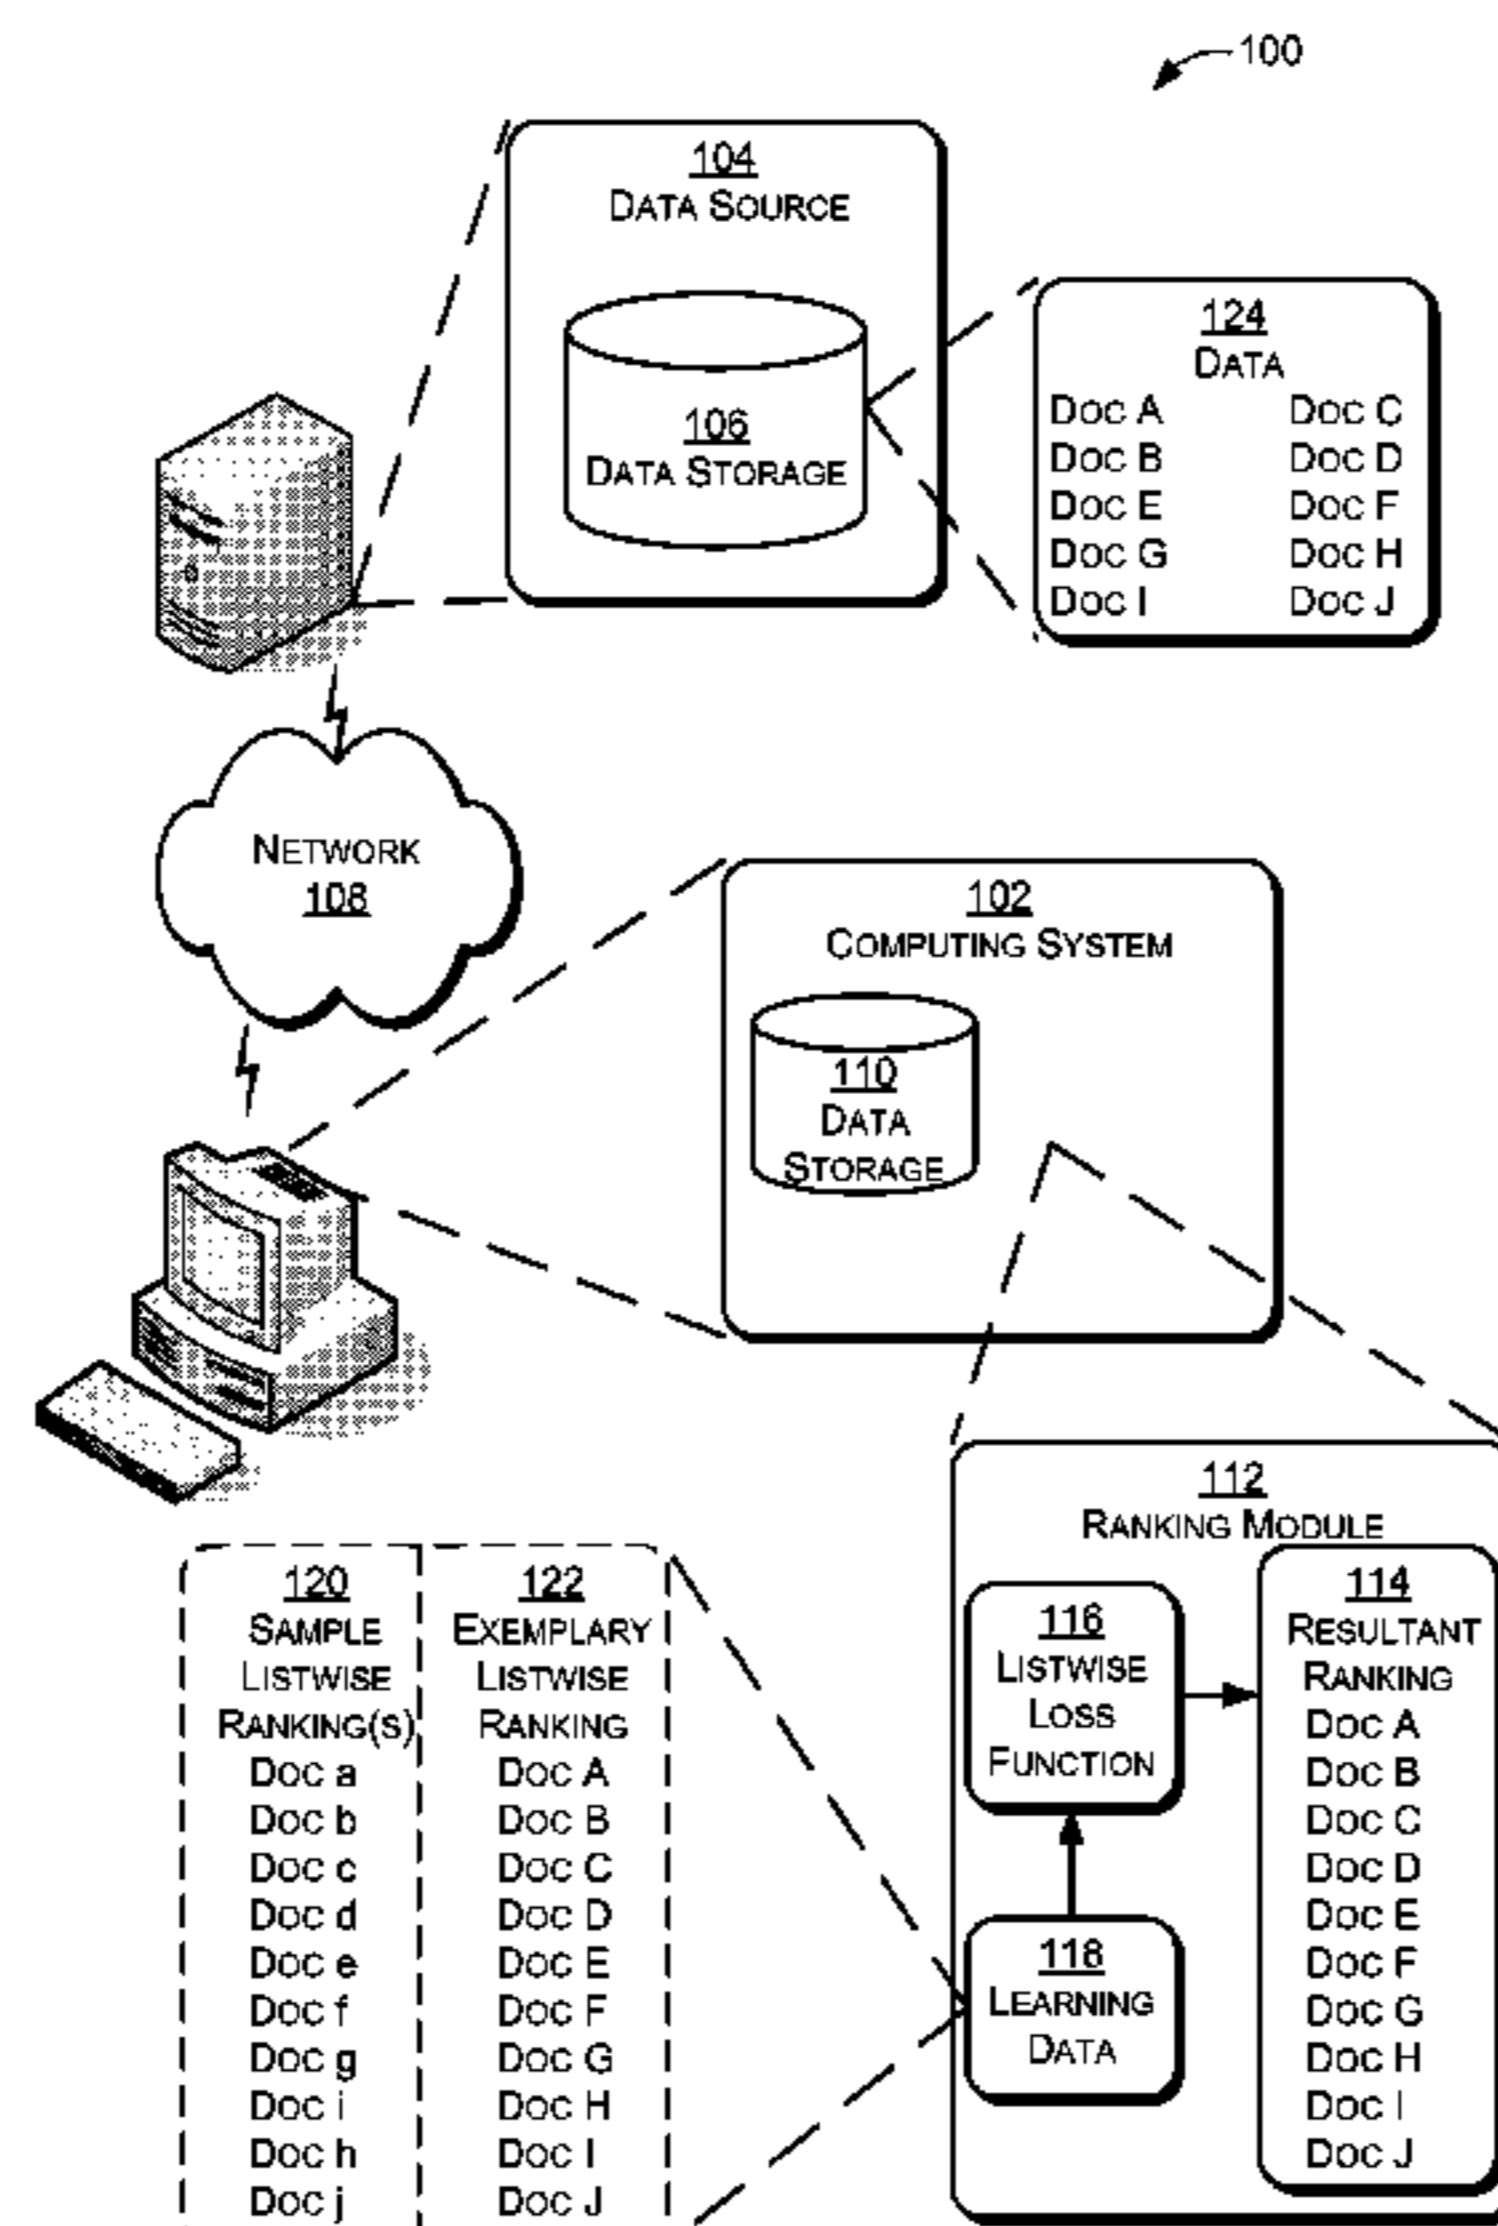 100
104
DATA SOURCE
106
DATA STORAGE
124
DATA
DOC A DOC C
DOC B DOC D
DOC E DOC F
DOC G DOC H
DOC I DOC J
NETWORK
108
102
COMPUTING SYSTEM
110
DATA
STORAGE
112
RANKING MODULE
116
LISTWISE
LOSS
FUNCTION
118
LEARNING
DATA
114
RESULTANT
RANKING
DOC A
DOC B
DOC C
DOC D
DOC E
DOC F
DOC G
DOC H
DOC I
DOC J
120
SAMPLE
LISTWISE
RANKING(S)
DOC a
DOC b
DOC c
DOC d
DOC e
DOC f
DOC g
DOC i
DOC h
DOC j
122
EXEMPLARY
LISTWISE
RANKING
DOC A
DOC B
DOC C
DOC D
DOC E
DOC F
DOC G
DOC H
DOC I
DOC J